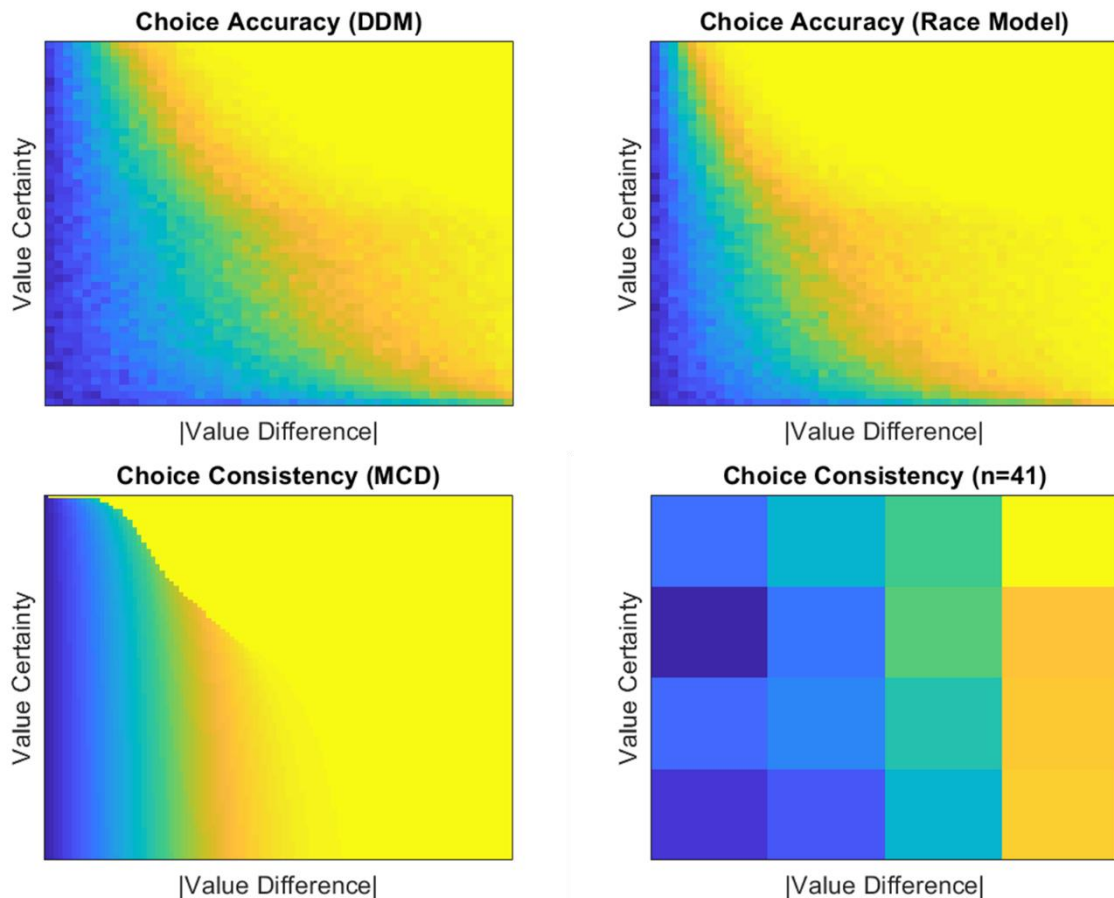 Choice Accuracy (DDM)
Value Certainty
|Value Difference|
Choice Accuracy (Race Model)
Value Certainty
|Value Difference|
Choice Consistency (MCD)
Value Certainty
|Value Difference|
Choice Consistency (n=41)
Value Certainty
|Value Difference|